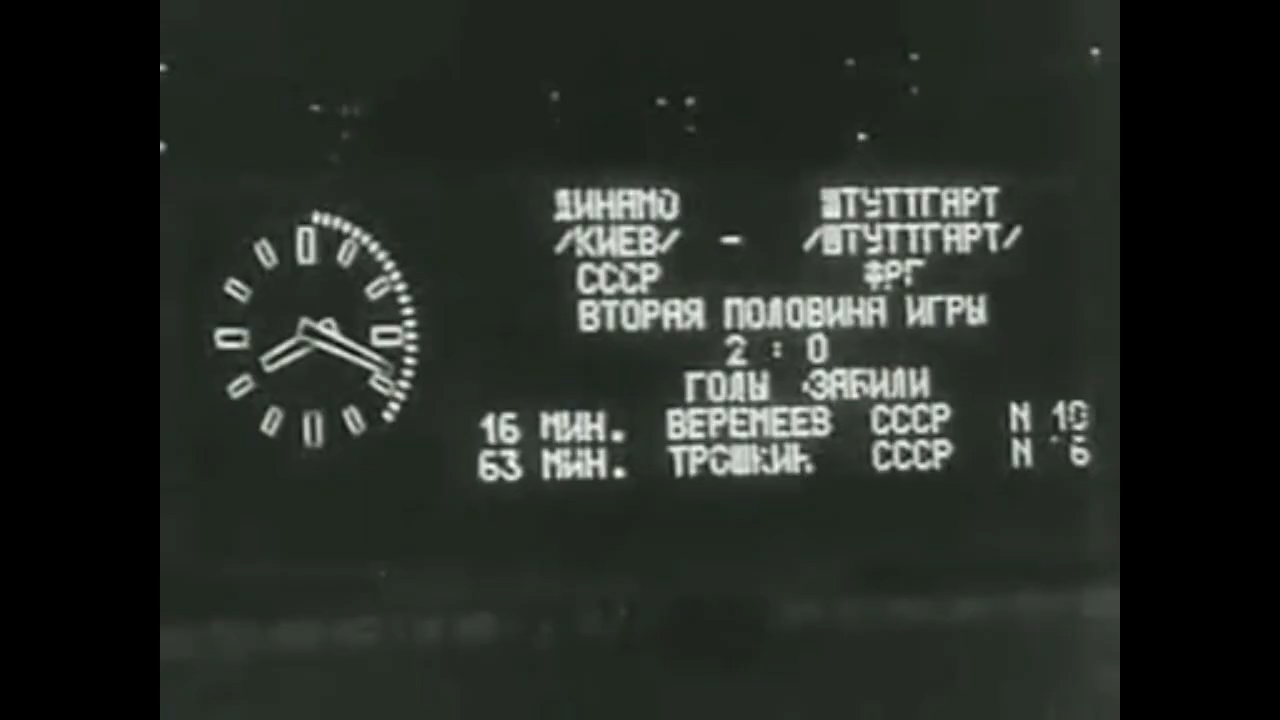 ДИНАМО ШТУТТГАРТ
/КИЕВ/ - /ШТУТТГАРТ/
СССР ФРГ
ВТОРАЯ ПОЛОВИНА ИГРЫ
2 : 0
ГОЛЫ ЗАБИЛИ
16 МИН. ВЕРЕМЕЕВ СССР N 10
63 МИН. ТРОШКИН СССР N 6